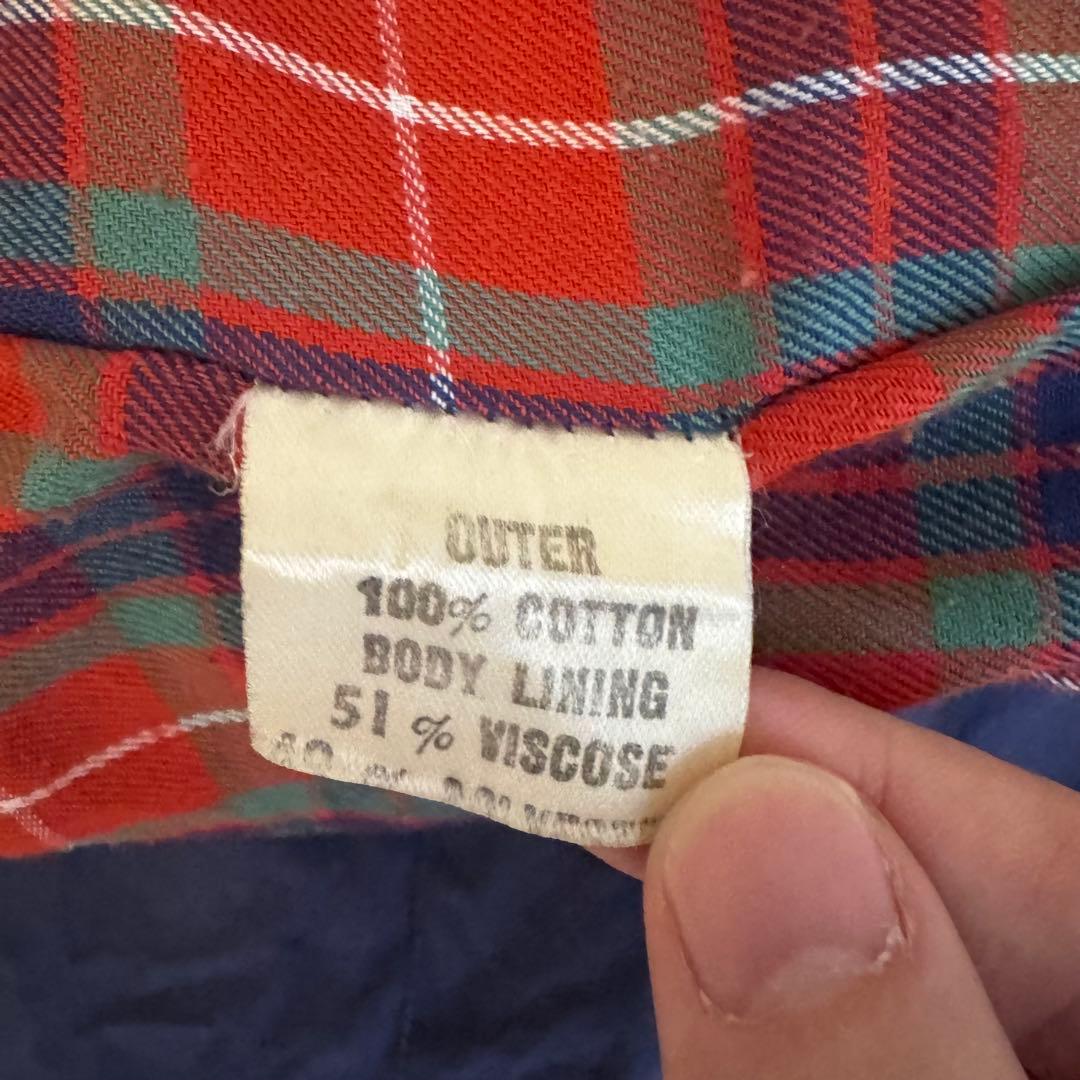 OUTER
100% COTTON
BODY LINING
51% VISCOSE